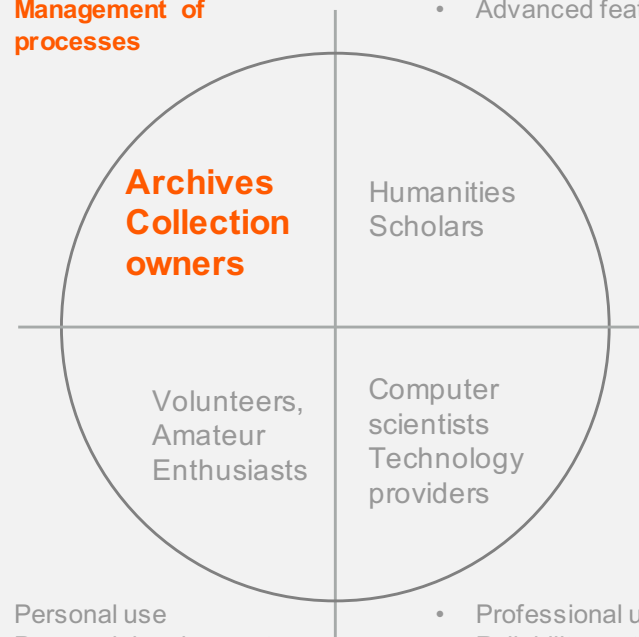 Management of
processes
• Advanced
Archives
Collection
owners
Humanities
Scholars
Volunteers,
Amateur
Enthusiasts
Computer
scientists
Technology
providers
Personal use
• Professional